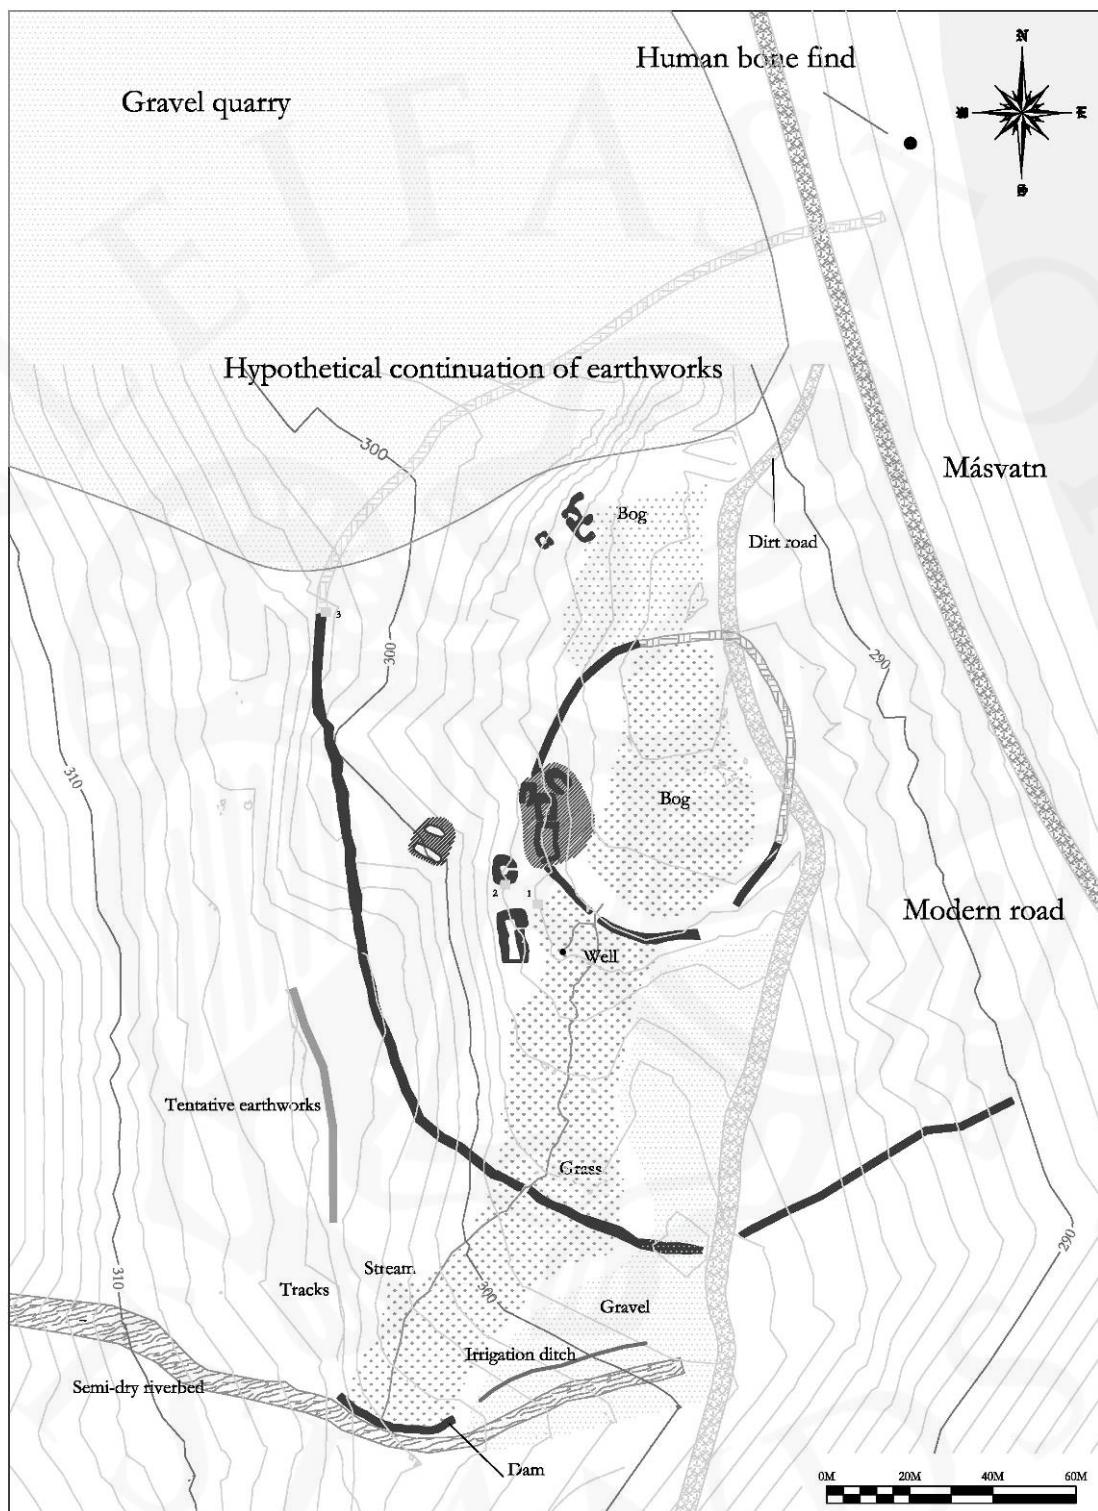 Human bone find
N
Gravel quarry
S
Hypothetical continuation of earthworks
300
Másvatn
Bog
Dirt road
3
300
290
310
Bog
2
1
Modern road
Well
Tentative earthworks
Grass
290
Stream
310
Tracks
300
Gravel
Irrigation ditch
Semi-dry riverbed
Dam
0M
20M
40M
60M